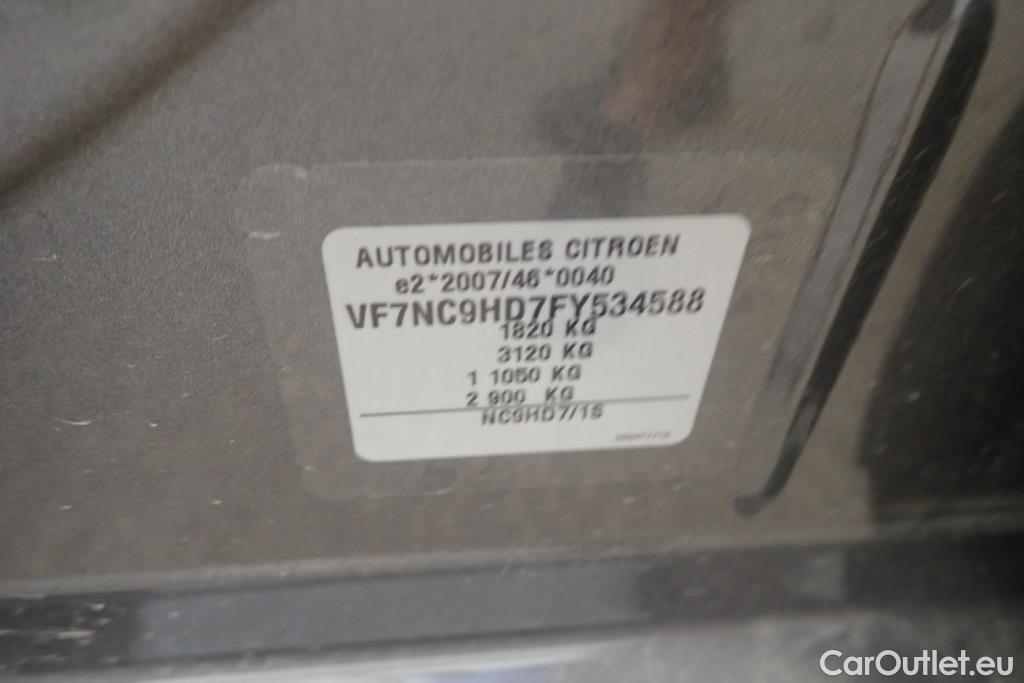 AUTOMOBILES CITROEN
e2*2007/46*0040
VF7NC9HD7FY534588
1820 KG
3120 KG
1 1050 KG
2 900 KG
NC9HD7/1S
CarOutlet.eu